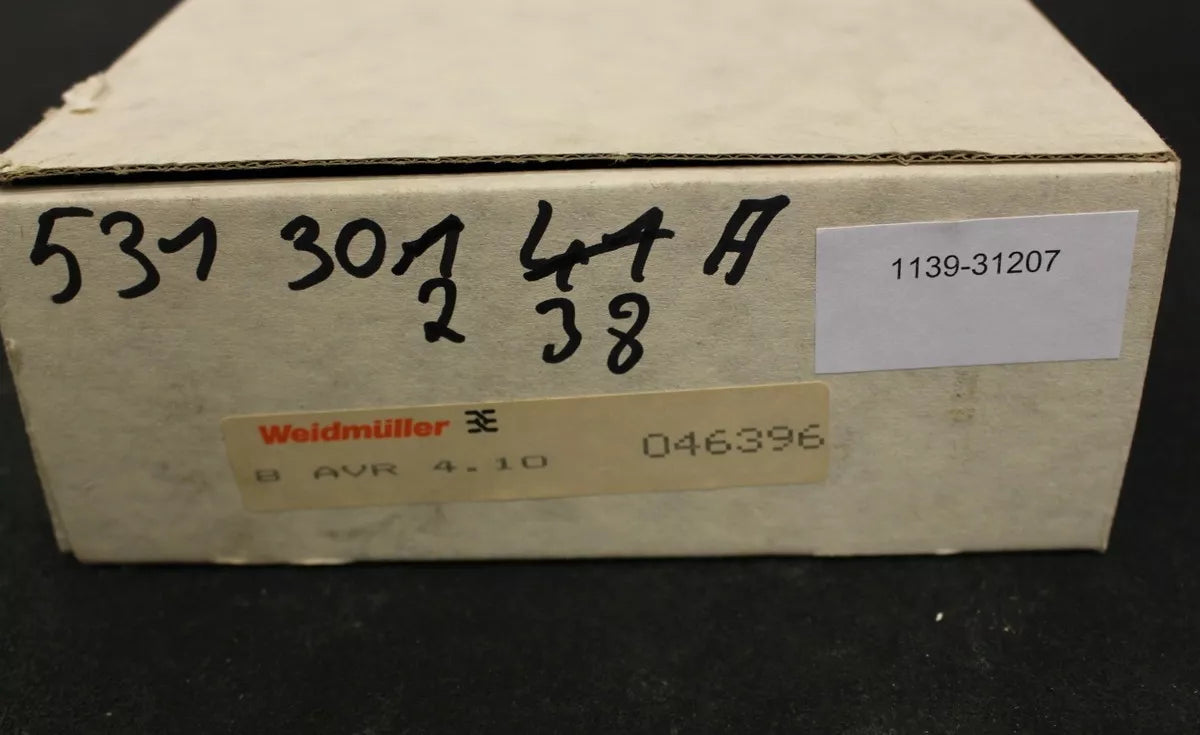 531 301 41 A
2 38
1139-31207
Weidmüller
B AVR 4.10 046396